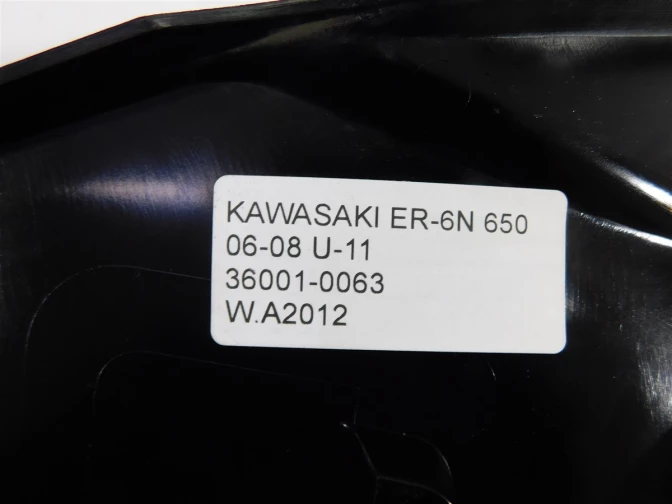 KAWASAKI ER-6N 650
06-08 U-11
36001-0063
W.A2012